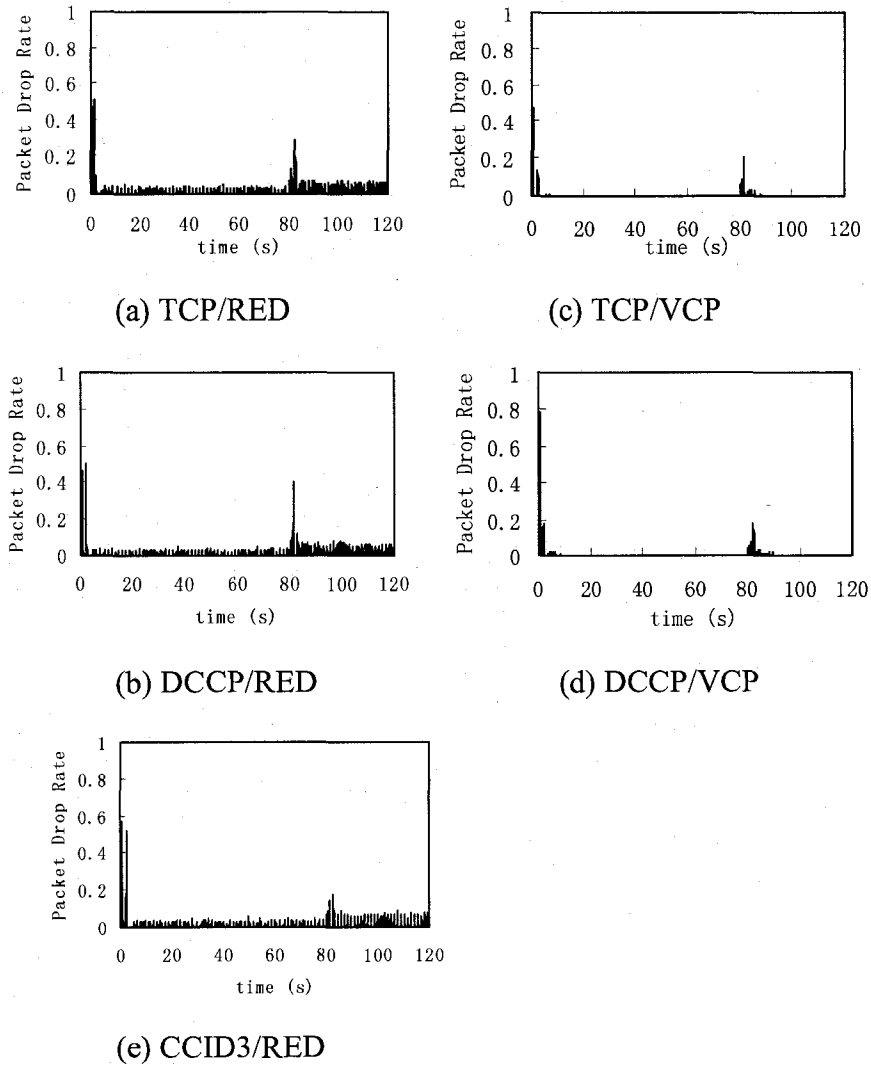 Packet Drop Rate
1
0.8
0.6
0.4
0.2
0
0 20 40 60 80 100 120
time (s)
(a) TCP/RED
Packet Drop Rate
1
0.8
0.6
0.4
0.2
0
0 20 40 60 80 100 120
time (s)
(c) TCP/VCP
Packet Drop Rate
1
0.8
0.6
0.4
0.2
0
0 20 40 60 80 100 120
time (s)
(b) DCCP/RED
Packet Drop Rate
1
0.8
0.6
0.4
0.2
0
0 20 40 60 80 100 120
time (s)
(d) DCCP/VCP
Packet Drop Rate
1
0.8
0.6
0.4
0.2
0
0 20 40 60 80 100 120
time (s)
(e) CCID3/RED